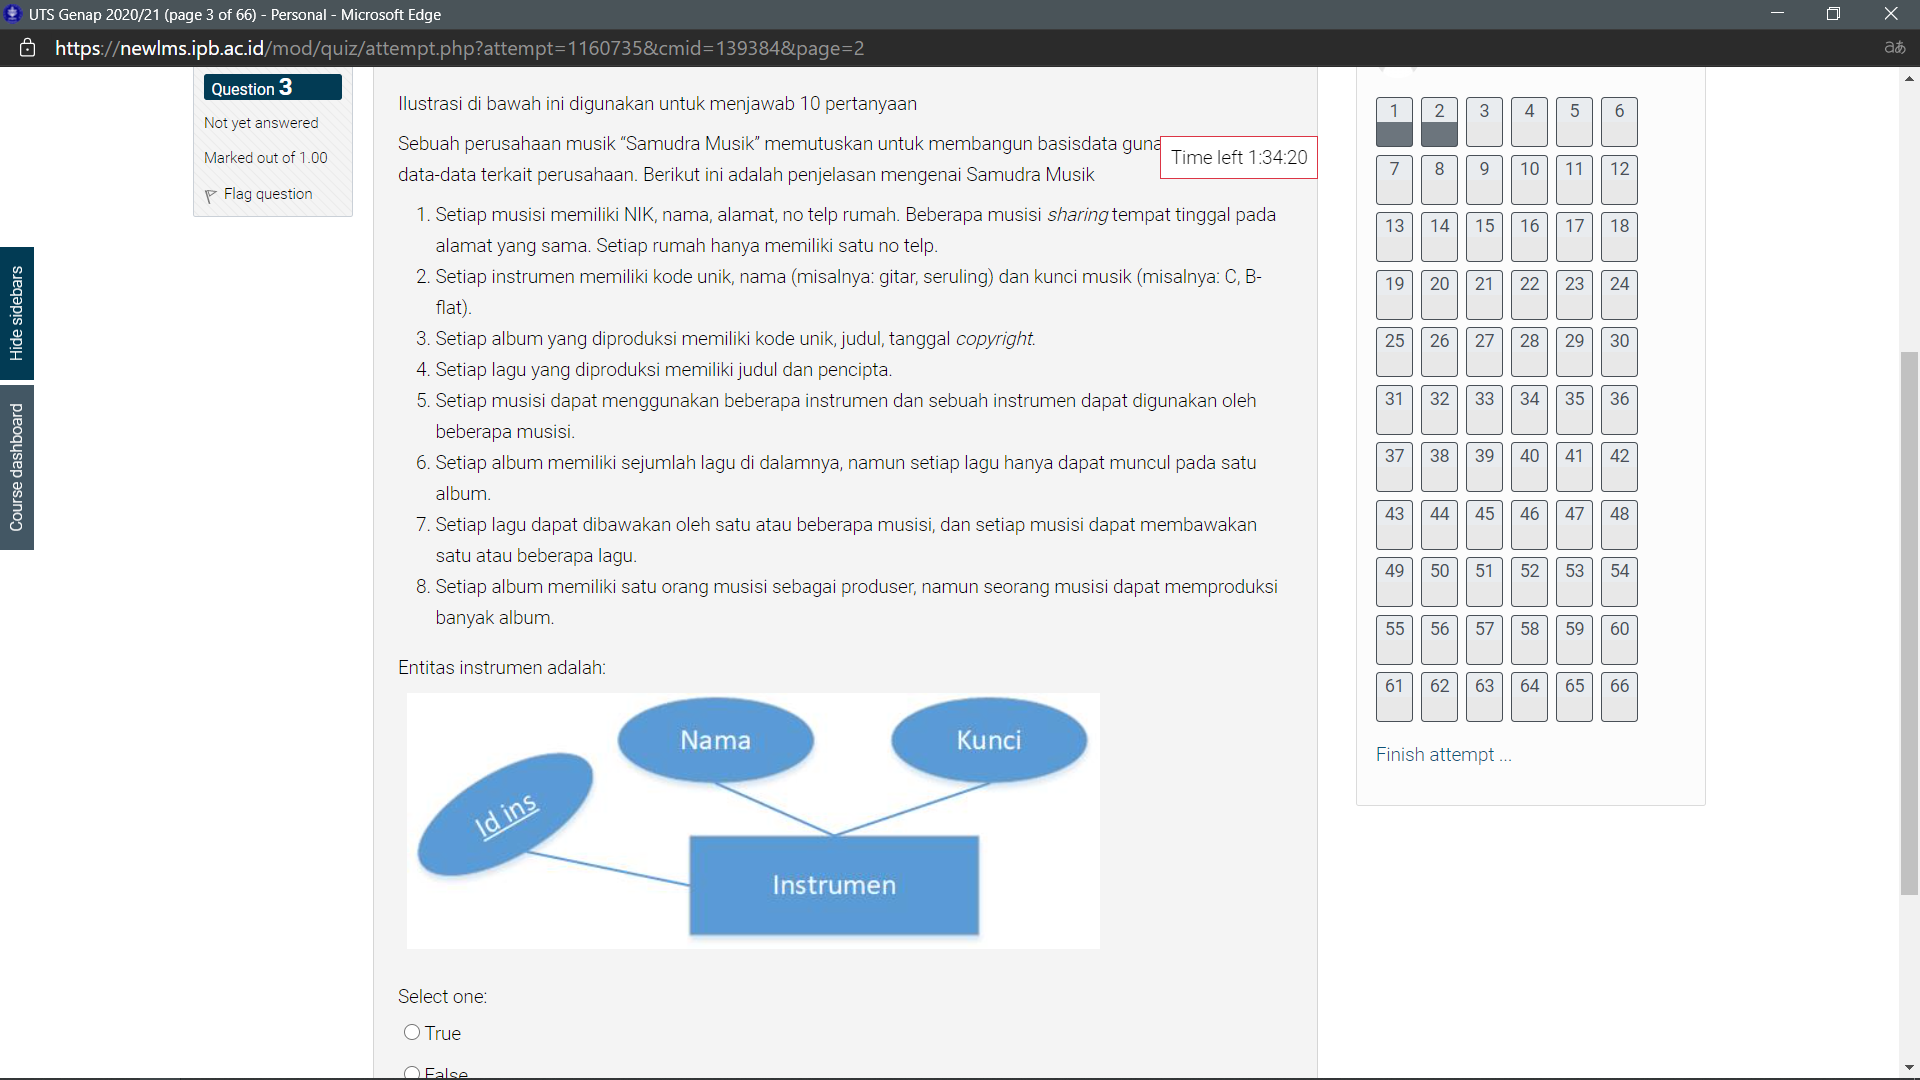 UTS Genap 2020/21 (page 3 of 66) - Personal - Microsoft Edge
https://newlms.ipb.ac.id/mod/quiz/attempt.php?attempt=1160735&cmid=139384&page=2
aあ
Question 3
Not yet answered
Marked out of 1.00
Flag question
Hide sidebars
Course dashboard
Ilustrasi di bawah ini digunakan untuk menjawab 10 pertanyaan
Sebuah perusahaan musik “Samudra Musik” memutuskan untuk membangun basisdata guna
data-data terkait perusahaan. Berikut ini adalah penjelasan mengenai Samudra Musik
Time left 1:34:20
1. Setiap musisi memiliki NIK, nama, alamat, no telp rumah. Beberapa musisi sharing tempat tinggal pada
alamat yang sama. Setiap rumah hanya memiliki satu no telp.
2. Setiap instrumen memiliki kode unik, nama (misalnya: gitar, seruling) dan kunci musik (misalnya: C, B-
flat).
3. Setiap album yang diproduksi memiliki kode unik, judul, tanggal copyright.
4. Setiap lagu yang diproduksi memiliki judul dan pencipta.
5. Setiap musisi dapat menggunakan beberapa instrumen dan sebuah instrumen dapat digunakan oleh
beberapa musisi.
6. Setiap album memiliki sejumlah lagu di dalamnya, namun setiap lagu hanya dapat muncul pada satu
album.
7. Setiap lagu dapat dibawakan oleh satu atau beberapa musisi, dan setiap musisi dapat membawakan
satu atau beberapa lagu.
8. Setiap album memiliki satu orang musisi sebagai produser, namun seorang musisi dapat memproduksi
banyak album.
Entitas instrumen adalah:
Nama
Kunci
Id ins
Instrumen
Select one:
True
False
1 2 3 4 5 6
7 8 9 10 11 12
13 14 15 16 17 18
19 20 21 22 23 24
25 26 27 28 29 30
31 32 33 34 35 36
37 38 39 40 41 42
43 44 45 46 47 48
49 50 51 52 53 54
55 56 57 58 59 60
61 62 63 64 65 66
Finish attempt ...